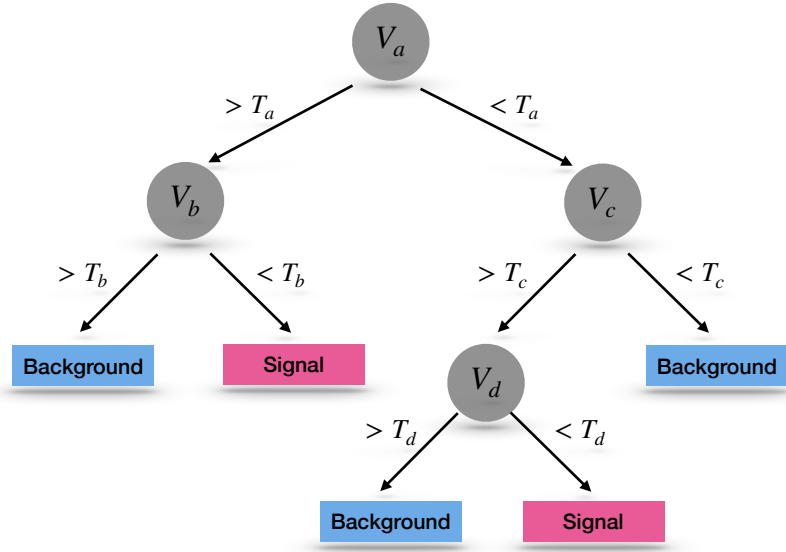 V_a
> T_a
< T_a
V_b
V_c
> T_b
< T_b
> T_c
< T_c
Background
Signal
V_d
Background
> T_d
< T_d
Background
Signal